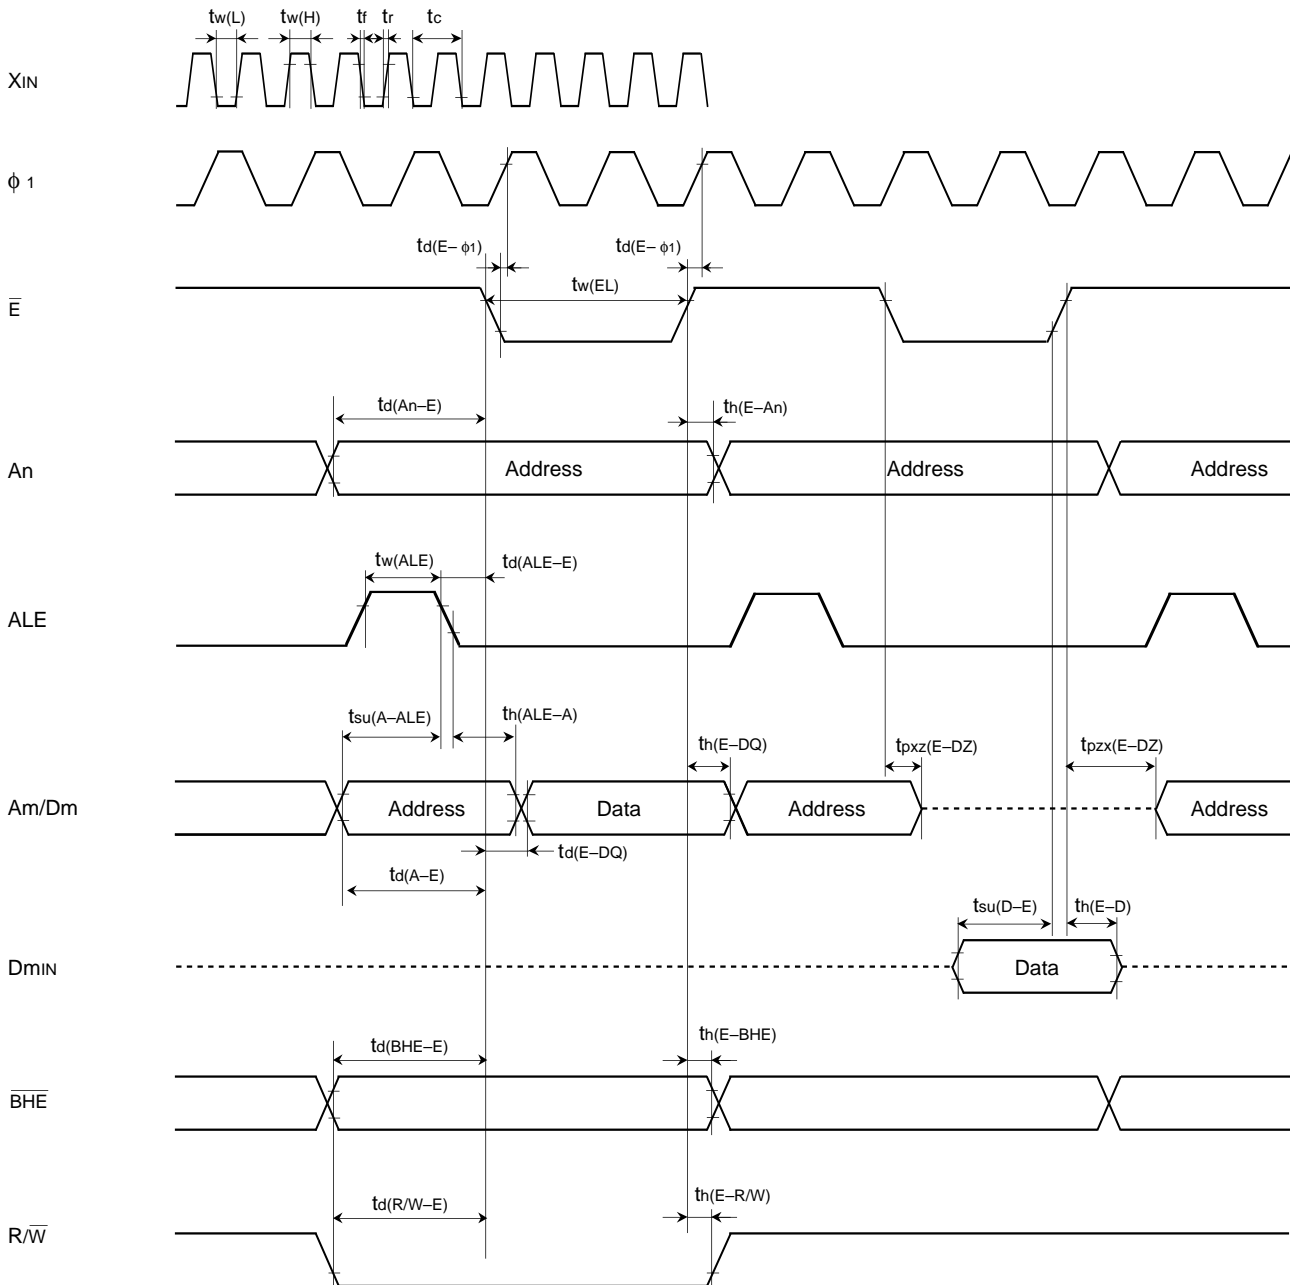 tw(L) tw(H) tf tr tc
XIN
ϕ 1
td(E– ϕ1) td(E– ϕ1)
tw(EL)
E̅
td(An–E) th(E–An)
An Address Address Address
tw(ALE) td(ALE–E)
ALE
tsu(A–ALE) th(ALE–A) th(E–DQ) tpxz(E–DZ) tpzx(E–DZ)
Am/Dm Address Data Address Address
td(E–DQ)
td(A–E)
tsu(D–E) th(E–D)
DmIN Data
td(BHE–E) th(E–BHE)
B̅H̅E̅
td(R/W–E) th(E–R/W)
R/W̅